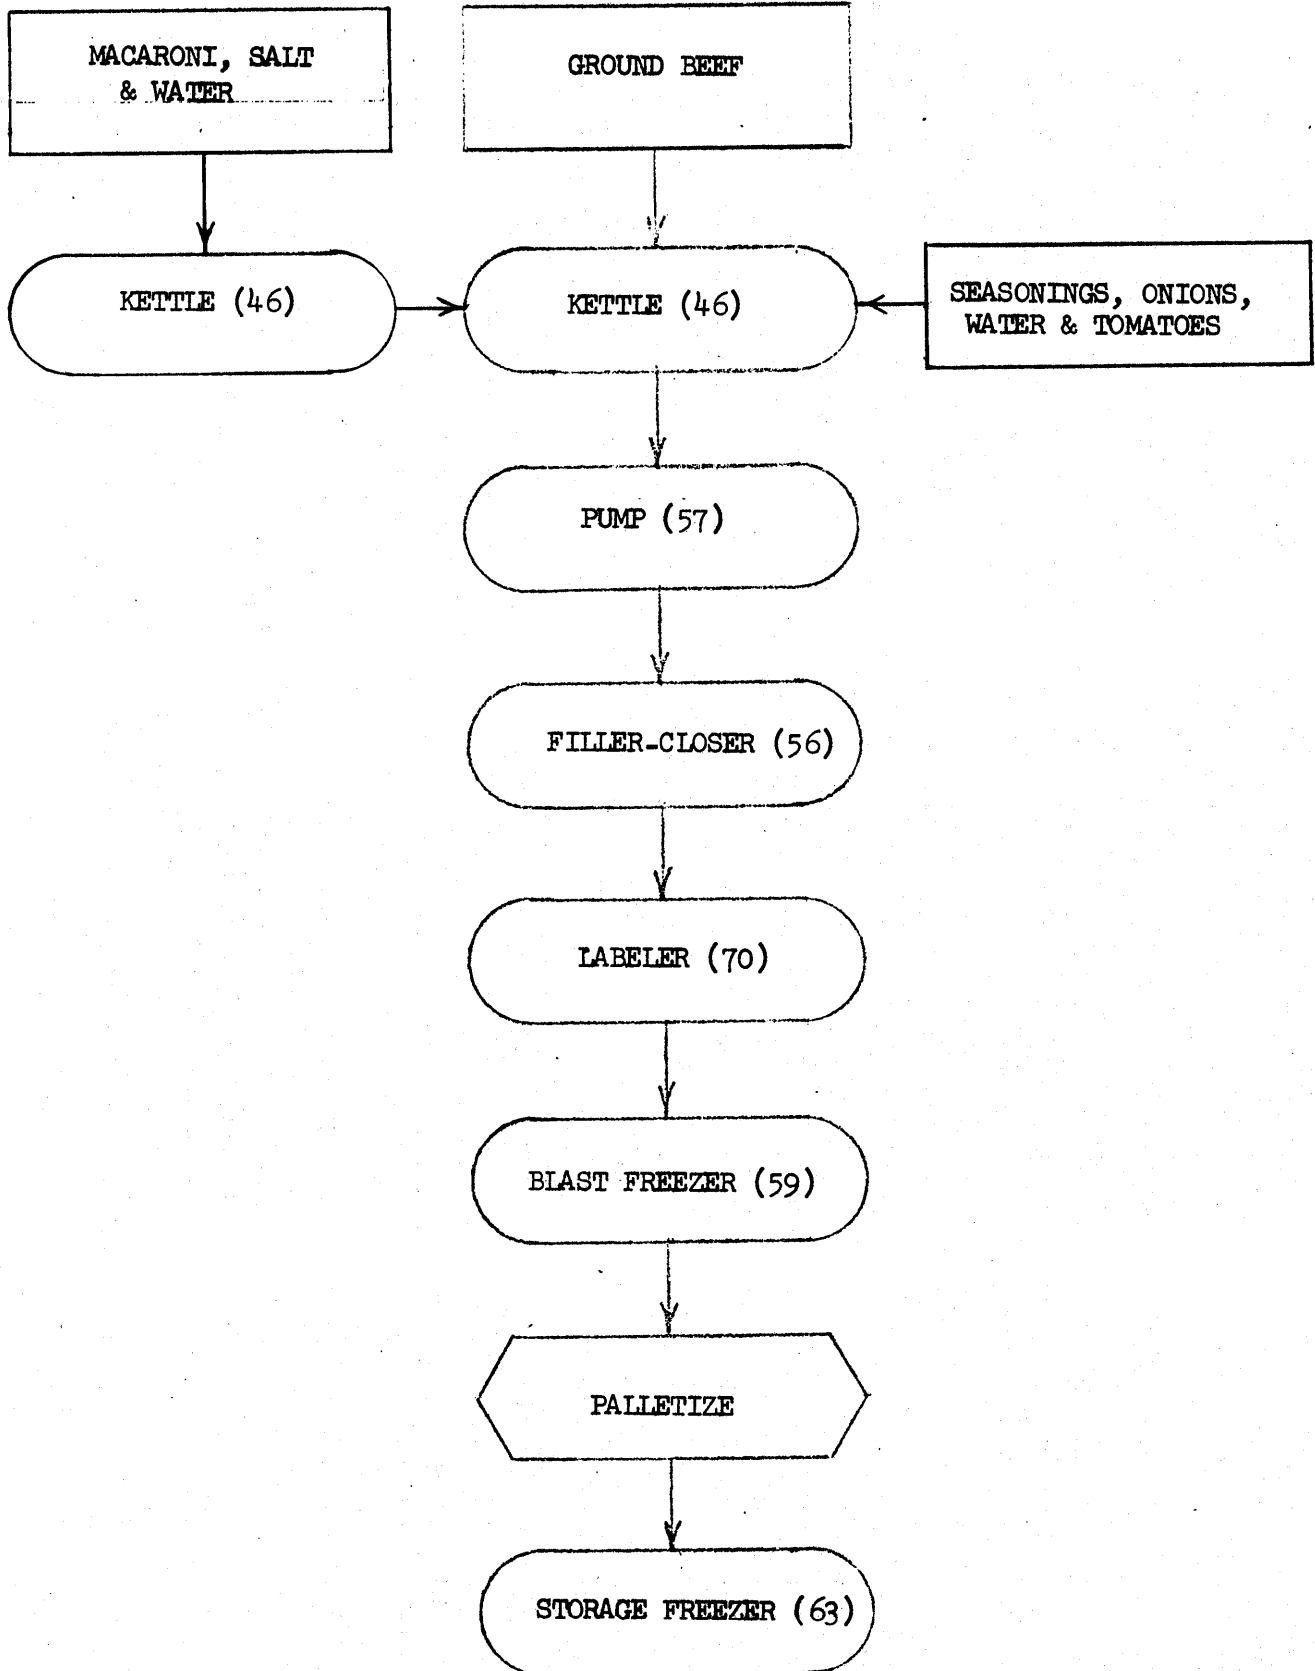 MACARONI, SALT
& WATER
GROUND BEEF
KETTLE (46)
KETTLE (46)
SEASONINGS, ONIONS,
WATER & TOMATOES
PUMP (57)
FILLER-CLOSER (56)
LABELER (70)
BLAST FREEZER (59)
PALLETIZE
STORAGE FREEZER (63)